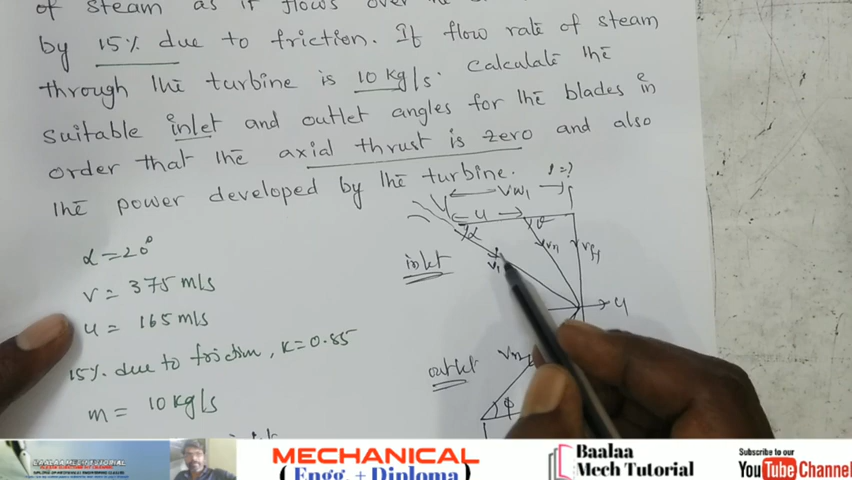 of steam as it flows over the
by 15% due to friction. If flow rate of steam
through the turbine is 10 kg/s. Calculate the
suitable inlet and outlet angles for the blades in
order that the axial thrust is zero and also
the power developed by the turbine.
α = 20°
V = 375 m/s
u = 165 m/s
15% due to friction, K = 0.85
m = 10 kg/s
P = ?
Vw1
u
α
θ
Vr1
Vf1
V1
inlet
u
outlet
φ
MECHANICAL
(Engg. + Diploma)
Baalaa
Mech Tutorial
Subscribe to our
YouTube Channel